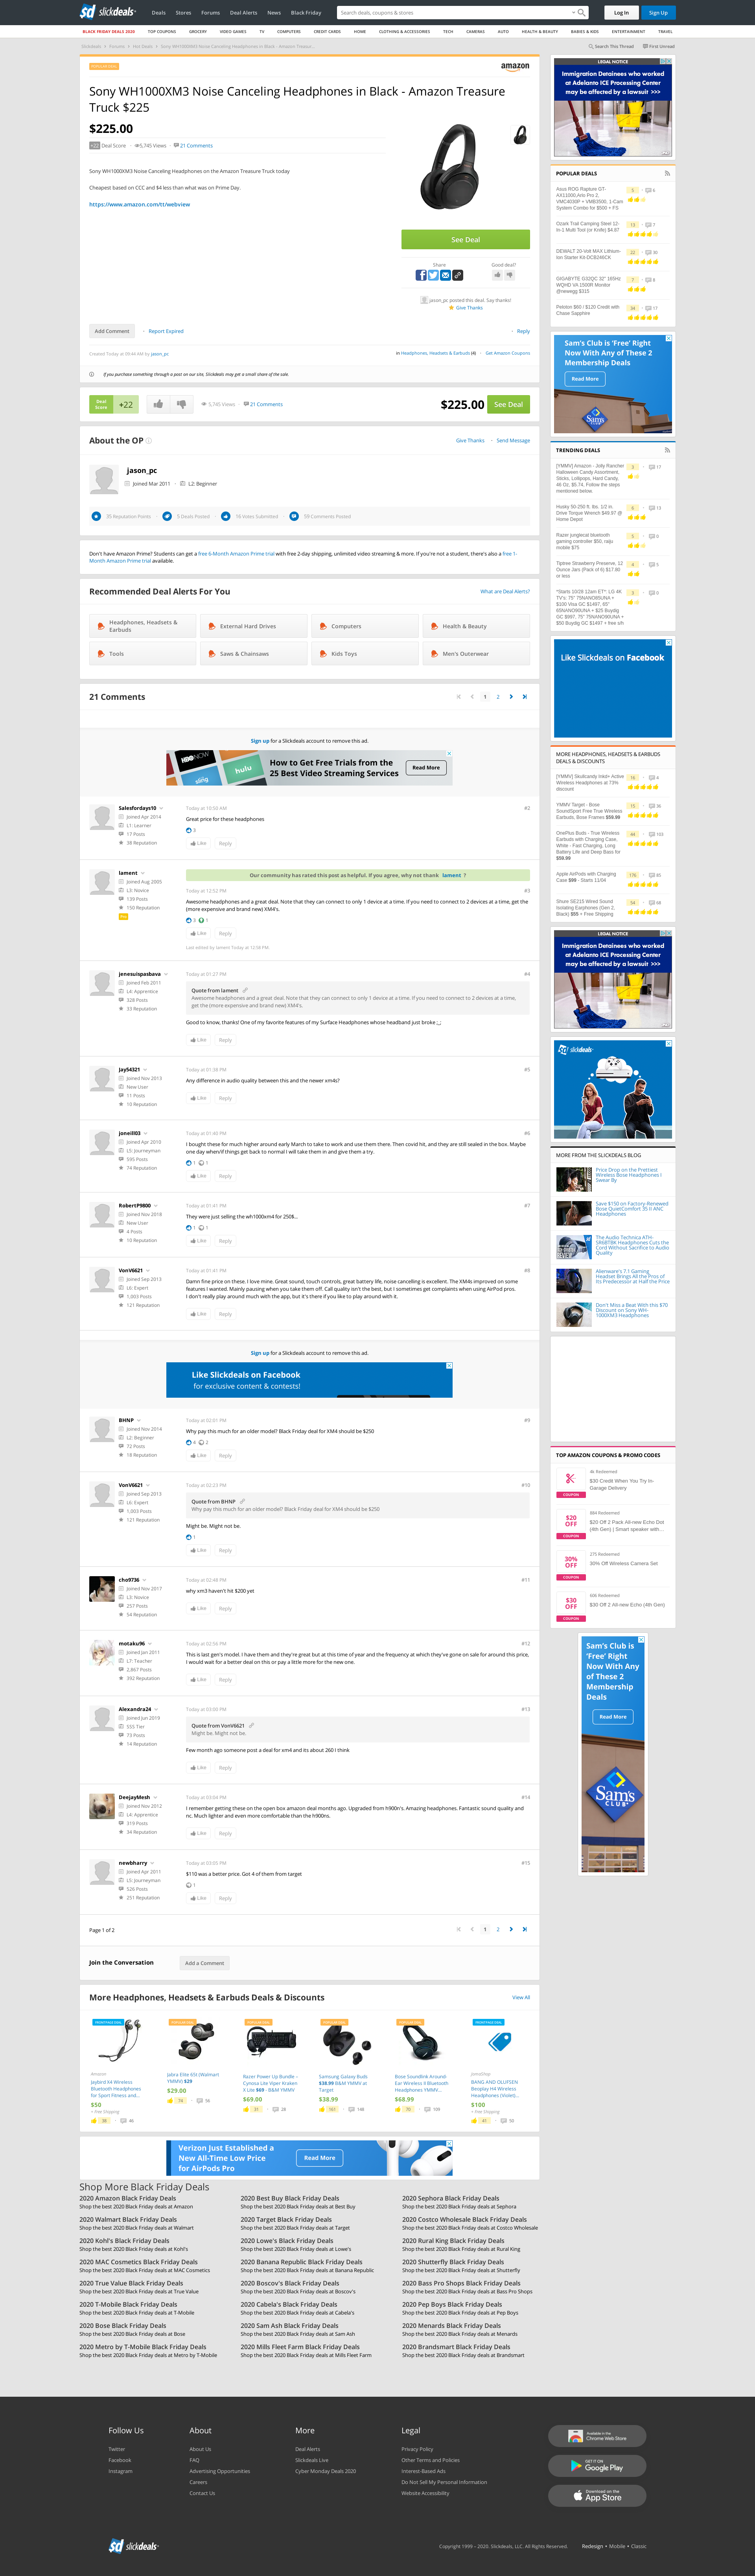 slickdeals
Deals Stores Forums Deal Alerts News Black Friday
Search deals, coupons & stores
Log In Sign Up
BLACK FRIDAY DEALS 2020 TOP COUPONS GROCERY VIDEO GAMES TV COMPUTERS CREDIT CARDS HOME CLOTHING & ACCESSORIES TECH CAMERAS AUTO HEALTH & BEAUTY BABIES & KIDS ENTERTAINMENT TRAVEL
Slickdeals Forums Hot Deals Sony WH1000XM3 Noise Canceling Headphones in Black - Amazon Treasur...
Search This Thread First Unread
amazon
Sony WH1000XM3 Noise Canceling Headphones in Black - Amazon Treasure
Truck $225
$225.00
+22 Deal Score 5,745 Views 21 Comments
Sony WH1000XM3 Noise Canceling Headphones on the Amazon Treasure Truck today
Cheapest based on CCC and $4 less than what was on Prime Day.
https://www.amazon.com/tt/webview
See Deal
Share Good deal?
jason_pc posted this deal. Say thanks!
Give Thanks
Add Comment Report Expired Reply
Created Today at 09:44 AM by jason_pc
in Headphones, Headsets & Earbuds (4) Get Amazon Coupons
If you purchase something through a post on our site, Slickdeals may get a small share of the sale.
Deal Score +22 5,745 Views 21 Comments $225.00 See Deal
About the OP Give Thanks Send Message
jason_pc
Joined Mar 2011 L2: Beginner
35 Reputation Points 3 Deals Posted 16 Votes Submitted 59 Comments Posted
Don't have Amazon Prime? Students can get a free 6-Month Amazon Prime trial with free 2-day shipping, unlimited video streaming & more. If you're not a student, there's also a free 1-
Month Amazon Prime trial available.
Recommended Deal Alerts For You What are Deal Alerts?
Headphones, Headsets & Earbuds External Hard Drives Computers Health & Beauty
Tools Saws & Chainsaws Kids Toys Men's Outerwear
21 Comments 1 2
Sign up for a Slickdeals account to remove this ad.
How to Get Free Trials from the
25 Best Video Streaming Services
Read More
hulu
Salesfordays10
Joined Apr 2014
L1: Learner
17 Posts
38 Reputation
Today at 10:50 AM #2
Great price for these headphones
3
Like Reply
lament
Joined Aug 2005
L3: Novice
139 Posts
150 Reputation
Pro
Our community has rated this post as helpful. If you agree, why not thank lament ?
Today at 12:52 PM #3
Awesome headphones and a great deal. Note that they can connect to only 1 device at a time. If you need to connect to 2 devices at a time, get the
(more expensive and brand new) XM4's.
3 1
Like Reply
Last edited by lament Today at 12:58 PM
jenesuispasbava
Joined Feb 2011
L4: Apprentice
328 Posts
33 Reputation
Today at 01:27 PM #4
Quote from lament
Awesome headphones and a great deal. Note that they can connect to only 1 device at a time. If you need to connect to 2 devices at a time,
get the (more expensive and brand new) XM4's.
Good to know, thanks! One of my favorite features of my Surface Headphones whose headband just broke ;_;
Like Reply
Jay54321
Joined Nov 2013
New User
11 Posts
10 Reputation
Today at 01:38 PM #5
Any difference in audio quality between this and the newer xm4s?
Like Reply
joneill03
Joined Apr 2010
L5: Journeyman
595 Posts
74 Reputation
Today at 01:40 PM #6
I bought these for much higher around early March to take to work and use them there. Then covid hit, and they are still sealed in the box. Maybe
one day when/if things get back to normal I will take them in and give them a try.
1 3
Like Reply
RobertP9800
Joined Nov 2018
New User
4 Posts
10 Reputation
Today at 01:41 PM #7
They were just selling the wh1000xm4 for 250$...
1 1
Like Reply
VonV6621
Joined Sep 2013
L6: Expert
1,003 Posts
121 Reputation
Today at 01:41 PM #8
Damn fine price on these. I love mine. Great sound, touch controls, great battery life, noise cancelling is excellent. The XM4s improved on some
features I wanted. Mainly pausing when you take them off. Call quality isn't the best, but I sometimes get complaints when using AirPod pros.
I don't really play around much with the app, but it's there if you like to play around with it.
Like Reply
Sign up for a Slickdeals account to remove this ad.
Like Slickdeals on Facebook
for exclusive content & contests!
BHNP
Joined Nov 2014
L2: Beginner
72 Posts
18 Reputation
Today at 02:01 PM #9
Why pay this much for an older model? Black Friday deal for XM4 should be $250
4 2
Like Reply
VonV6621
Joined Sep 2013
L6: Expert
1,003 Posts
121 Reputation
Today at 02:23 PM #10
Quote from BHNP
Why pay this much for an older model? Black Friday deal for XM4 should be $250
Might be. Might not be.
1
Like Reply
cho9736
Joined Nov 2017
L3: Novice
257 Posts
54 Reputation
Today at 02:48 PM #11
why xm3 haven't hit $200 yet
Like Reply
motaku96
Joined Jan 2011
L7: Teacher
2,867 Posts
392 Reputation
Today at 02:56 PM #12
This is last gen's model. I have them and they're great but at this time of year and the frequency at which they've gone on sale for around this price,
I would wait for a better deal on this or pay a little more for the new one.
Like Reply
Alexandra24
Joined Jun 2019
SSS Tier
73 Posts
14 Reputation
Today at 03:00 PM #13
Quote from VonV6621
Might be. Might not be.
Few month ago someone post a deal for xm4 and its about 260 I think
Like Reply
DeejayMesh
Joined Nov 2012
L4: Apprentice
319 Posts
34 Reputation
Today at 03:04 PM #14
I remember getting these on the open box amazon deal months ago. Upgraded from h900n's. Amazing headphones. Fantastic sound quality and
nc. Much lighter and even more comfortable than the h900ns.
Like Reply
newbharry
Joined Apr 2011
L5: Journeyman
526 Posts
251 Reputation
Today at 03:05 PM #15
$110 was a better price. Got 4 of them from target
1
Like Reply
Page 1 of 2 1 2
Join the Conversation Add a Comment
More Headphones, Headsets & Earbuds Deals & Discounts View All
Amazon
Jaybird X4 Wireless
Bluetooth Headphones
for Sport Fitness and...
$50
+ Free Shipping
38 46
Jabra Elite 65t (Walmart
YMMV) $29
$29.00
74 56
Razer Power Up Bundle -
Cynosa Lite Viper Kraken
X Lite $69 - B&M YMMV
$69.00
31 28
Samsung Galaxy Buds
$38.99 B&M YMMV at
Target
$38.99
161 148
Bose Soundlink Around-
Ear Wireless II Bluetooth
Headphones YMMV...
$68.99
70 109
JomaShop
BANG AND OLUFSEN
Beoplay H4 Wireless
Headphones (Violet)...
$100
+ Free Shipping
41 50
Verizon Just Established a
New All-Time Low Price
for AirPods Pro
Read More
Shop More Black Friday Deals
2020 Amazon Black Friday Deals
Shop the best 2020 Black Friday deals at Amazon
2020 Best Buy Black Friday Deals
Shop the best 2020 Black Friday deals at Best Buy
2020 Sephora Black Friday Deals
Shop the best 2020 Black Friday deals at Sephora
2020 Walmart Black Friday Deals
Shop the best 2020 Black Friday deals at Walmart
2020 Target Black Friday Deals
Shop the best 2020 Black Friday deals at Target
2020 Costco Wholesale Black Friday Deals
Shop the best 2020 Black Friday deals at Costco Wholesale
2020 Kohl's Black Friday Deals
Shop the best 2020 Black Friday deals at Kohl's
2020 Lowe's Black Friday Deals
Shop the best 2020 Black Friday deals at Lowe's
2020 Rural King Black Friday Deals
Shop the best 2020 Black Friday deals at Rural King
2020 MAC Cosmetics Black Friday Deals
Shop the best 2020 Black Friday deals at MAC Cosmetics
2020 Banana Republic Black Friday Deals
Shop the best 2020 Black Friday deals at Banana Republic
2020 Shutterfly Black Friday Deals
Shop the best 2020 Black Friday deals at Shutterfly
2020 True Value Black Friday Deals
Shop the best 2020 Black Friday deals at True Value
2020 Boscov's Black Friday Deals
Shop the best 2020 Black Friday deals at Boscov's
2020 Bass Pro Shops Black Friday Deals
Shop the best 2020 Black Friday deals at Bass Pro Shops
2020 T-Mobile Black Friday Deals
Shop the best 2020 Black Friday deals at T-Mobile
2020 Cabela's Black Friday Deals
Shop the best 2020 Black Friday deals at Cabela's
2020 Pep Boys Black Friday Deals
Shop the best 2020 Black Friday deals at Pep Boys
2020 Bose Black Friday Deals
Shop the best 2020 Black Friday deals at Bose
2020 Sam Ash Black Friday Deals
Shop the best 2020 Black Friday deals at Sam Ash
2020 Menards Black Friday Deals
Shop the best 2020 Black Friday deals at Menards
2020 Metro by T-Mobile Black Friday Deals
Shop the best 2020 Black Friday deals at Metro by T-Mobile
2020 Mills Fleet Farm Black Friday Deals
Shop the best 2020 Black Friday deals at Mills Fleet Farm
2020 Brandsmart Black Friday Deals
Shop the best 2020 Black Friday deals at Brandsmart
LEGAL NOTICE
Immigration Detainees who worked
at Adelanto ICE Processing Center
may be affected by a lawsuit >>>
POPULAR DEALS
Asus ROG Rapture GT-
AX11000,Arlo Pro 2,
VMC4030P + VMB3500, 1-Cam
System Combo for $500 + FS
Ozark Trail Camping Steel 12-
in-1 Multi Tool (or Knife) $4.87
DEWALT 20-Volt MAX Lithium-
Ion Starter Kit-DCB246CK
GIGABYTE G32QC 32" 165Hz
WQHD VA 1500R Monitor
@newegg $315
Peloton $60 / $120 Credit with
Chase Sapphire
Sam's Club is 'Free' Right
Now With Any of These 2
Membership Deals
Read More
TRENDING DEALS
[YMMV] Amazon - Jolly Rancher
Halloween Candy Assortment,
Sticks, Lollipops, Hard Candy,
46 Oz. $5.74, Follow the steps
mentioned below.
Husky 50-250 ft. lbs. 1/2 in.
Drive Torque Wrench $49.97 @
Home Depot
Razer junglecat bluetooth
gaming controller $50, raiju
mobile $75
Tiptree Strawberry Preserve, 12
Ounce Jars (Pack of 6) $17.80
or less
*Starts 10/28 12am ET*: LG 4K
TV's: 75" 75NANO85UNA +
$100 Visa GC $1497, 65"
65NANO90UNA + $25 Buydig
GC $997, 75" 75NANO90UNA +
$50 Buydig GC $1497 + free s/h
Like Slickdeals on Facebook
MORE HEADPHONES, HEADSETS & EARBUDS
DEALS & DISCOUNTS
[YMMV] Skullcandy Inkd+ Active
Wireless Headphones at 73%
discount
YMMV Target - Bose
SoundSport Free True Wireless
Earbuds, Bose Frames $59.99
OnePlus Buds - True Wireless
Earbuds with Charging Case,
White - Fast Charging, Long
Battery Life and Deep Bass for
$59.99
Apple AirPods with Charging
Case $99 - Starts 11/04
Shure SE215 Wired Sound
Isolating Earphones (Gen 2,
Black) $55 + Free Shipping
LEGAL NOTICE
Immigration Detainees who worked
at Adelanto ICE Processing Center
may be affected by a lawsuit >>>
slickdeals
MORE FROM THE SLICKDEALS BLOG
Price Drop on the Prettiest
Wireless Bose Headphones I
Swear By
Save $150 on Factory-Renewed
Bose QuietComfort 35 II ANC
Headphones
The Audio Technica ATH-
SR6BTBK Headphones Cuts the
Cord Without Sacrifice to Audio
Quality
Alienware's 7.1 Gaming
Headset Brings All the Pros of
Its Predecessor at Half the Price
Don't Miss a Beat With this $70
Discount on Sony WH-
1000XM3 Headphones
TOP AMAZON COUPONS & PROMO CODES
4k Redeemed
$30 Credit When You Try In-
Garage Delivery
COUPON
$20 OFF
COUPON
884 Redeemed
$20 Off 2 Pack All-new Echo Dot
(4th Gen) | Smart speaker with...
30% OFF
COUPON
275 Redeemed
30% Off Wireless Camera Set
$30 OFF
COUPON
606 Redeemed
$30 Off 2 All-new Echo (4th Gen)
Sam's Club is
'Free' Right
Now With Any
of These 2
Membership
Deals
Read More
Sam's CLUB
Follow Us
Twitter
Facebook
Instagram
About
About Us
FAQ
Advertising Opportunities
Careers
Contact Us
More
Deal Alerts
Slickdeals Live
Cyber Monday Deals 2020
Legal
Privacy Policy
Other Terms and Policies
Interest-Based Ads
Do Not Sell My Personal Information
Website Accessibility
Available in the
Chrome Web Store
GET IT ON
Google Play
Download on the
App Store
slickdeals
Copyright 1999 - 2020. Slickdeals, LLC. All Rights Reserved. Redesign • Mobile • Classic